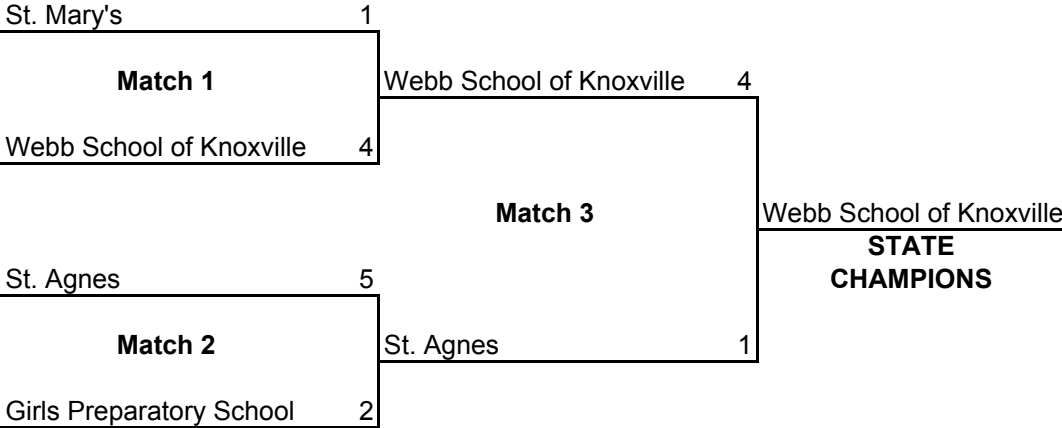 St. Mary's 1
Match 1
Webb School of Knoxville 4
Webb School of Knoxville 4
Match 3
Webb School of Knoxville
STATE
CHAMPIONS
St. Agnes 5
Match 2
St. Agnes 1
Girls Preparatory School 2